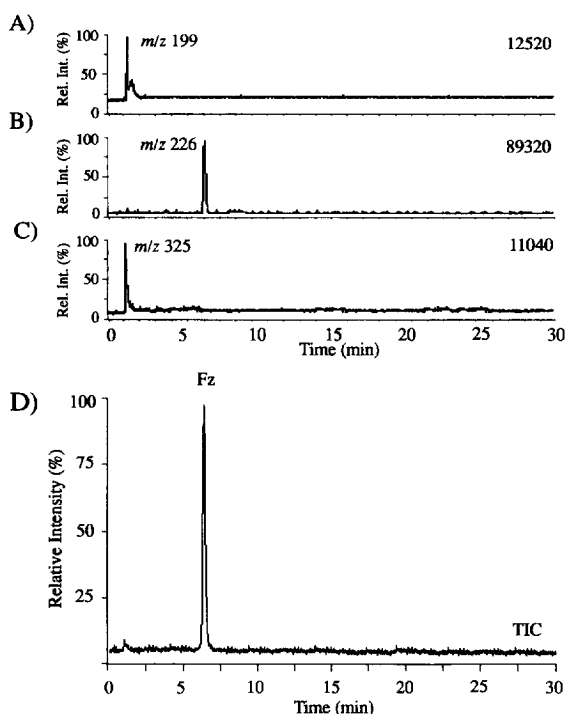 A)
Rel. Int. (%)
100
50
0
m/z 199
12520
B)
Rel. Int. (%)
100
50
0
m/z 226
89320
C)
Rel. Int. (%)
100
50
0
m/z 325
11040
0 5 10 15 20 25 30
Time (min)
D)
Fz
Relative Intensity (%)
100
75
50
25
TIC
0 5 10 15 20 25 30
Time (min)